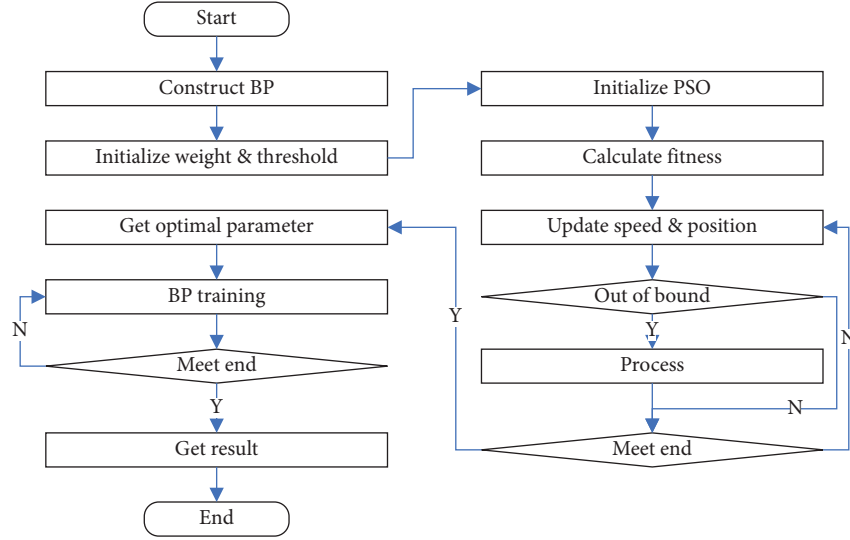 Start
Construct BP
Initialize weight & threshold
Initialize PSO
Calculate fitness
Update speed & position
Out of bound
Y
N
Process
N
Meet end
Y
Get optimal parameter
BP training
N
Meet end
Y
Get result
End